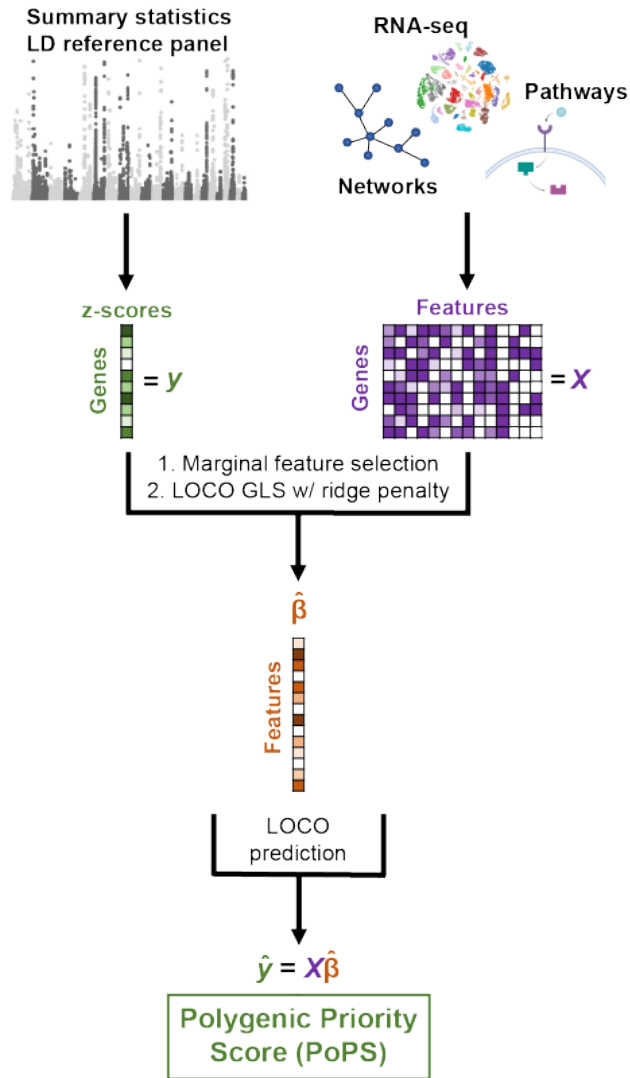 Summary statistics
LD reference panel
RNA-seq
Pathways
Networks
z-scores
Genes
= y
Features
Genes
= X
1. Marginal feature selection
2. LOCO GLS w/ ridge penalty
β̂
Features
LOCO
prediction
ŷ = Xβ̂
Polygenic Priority
Score (PoPS)